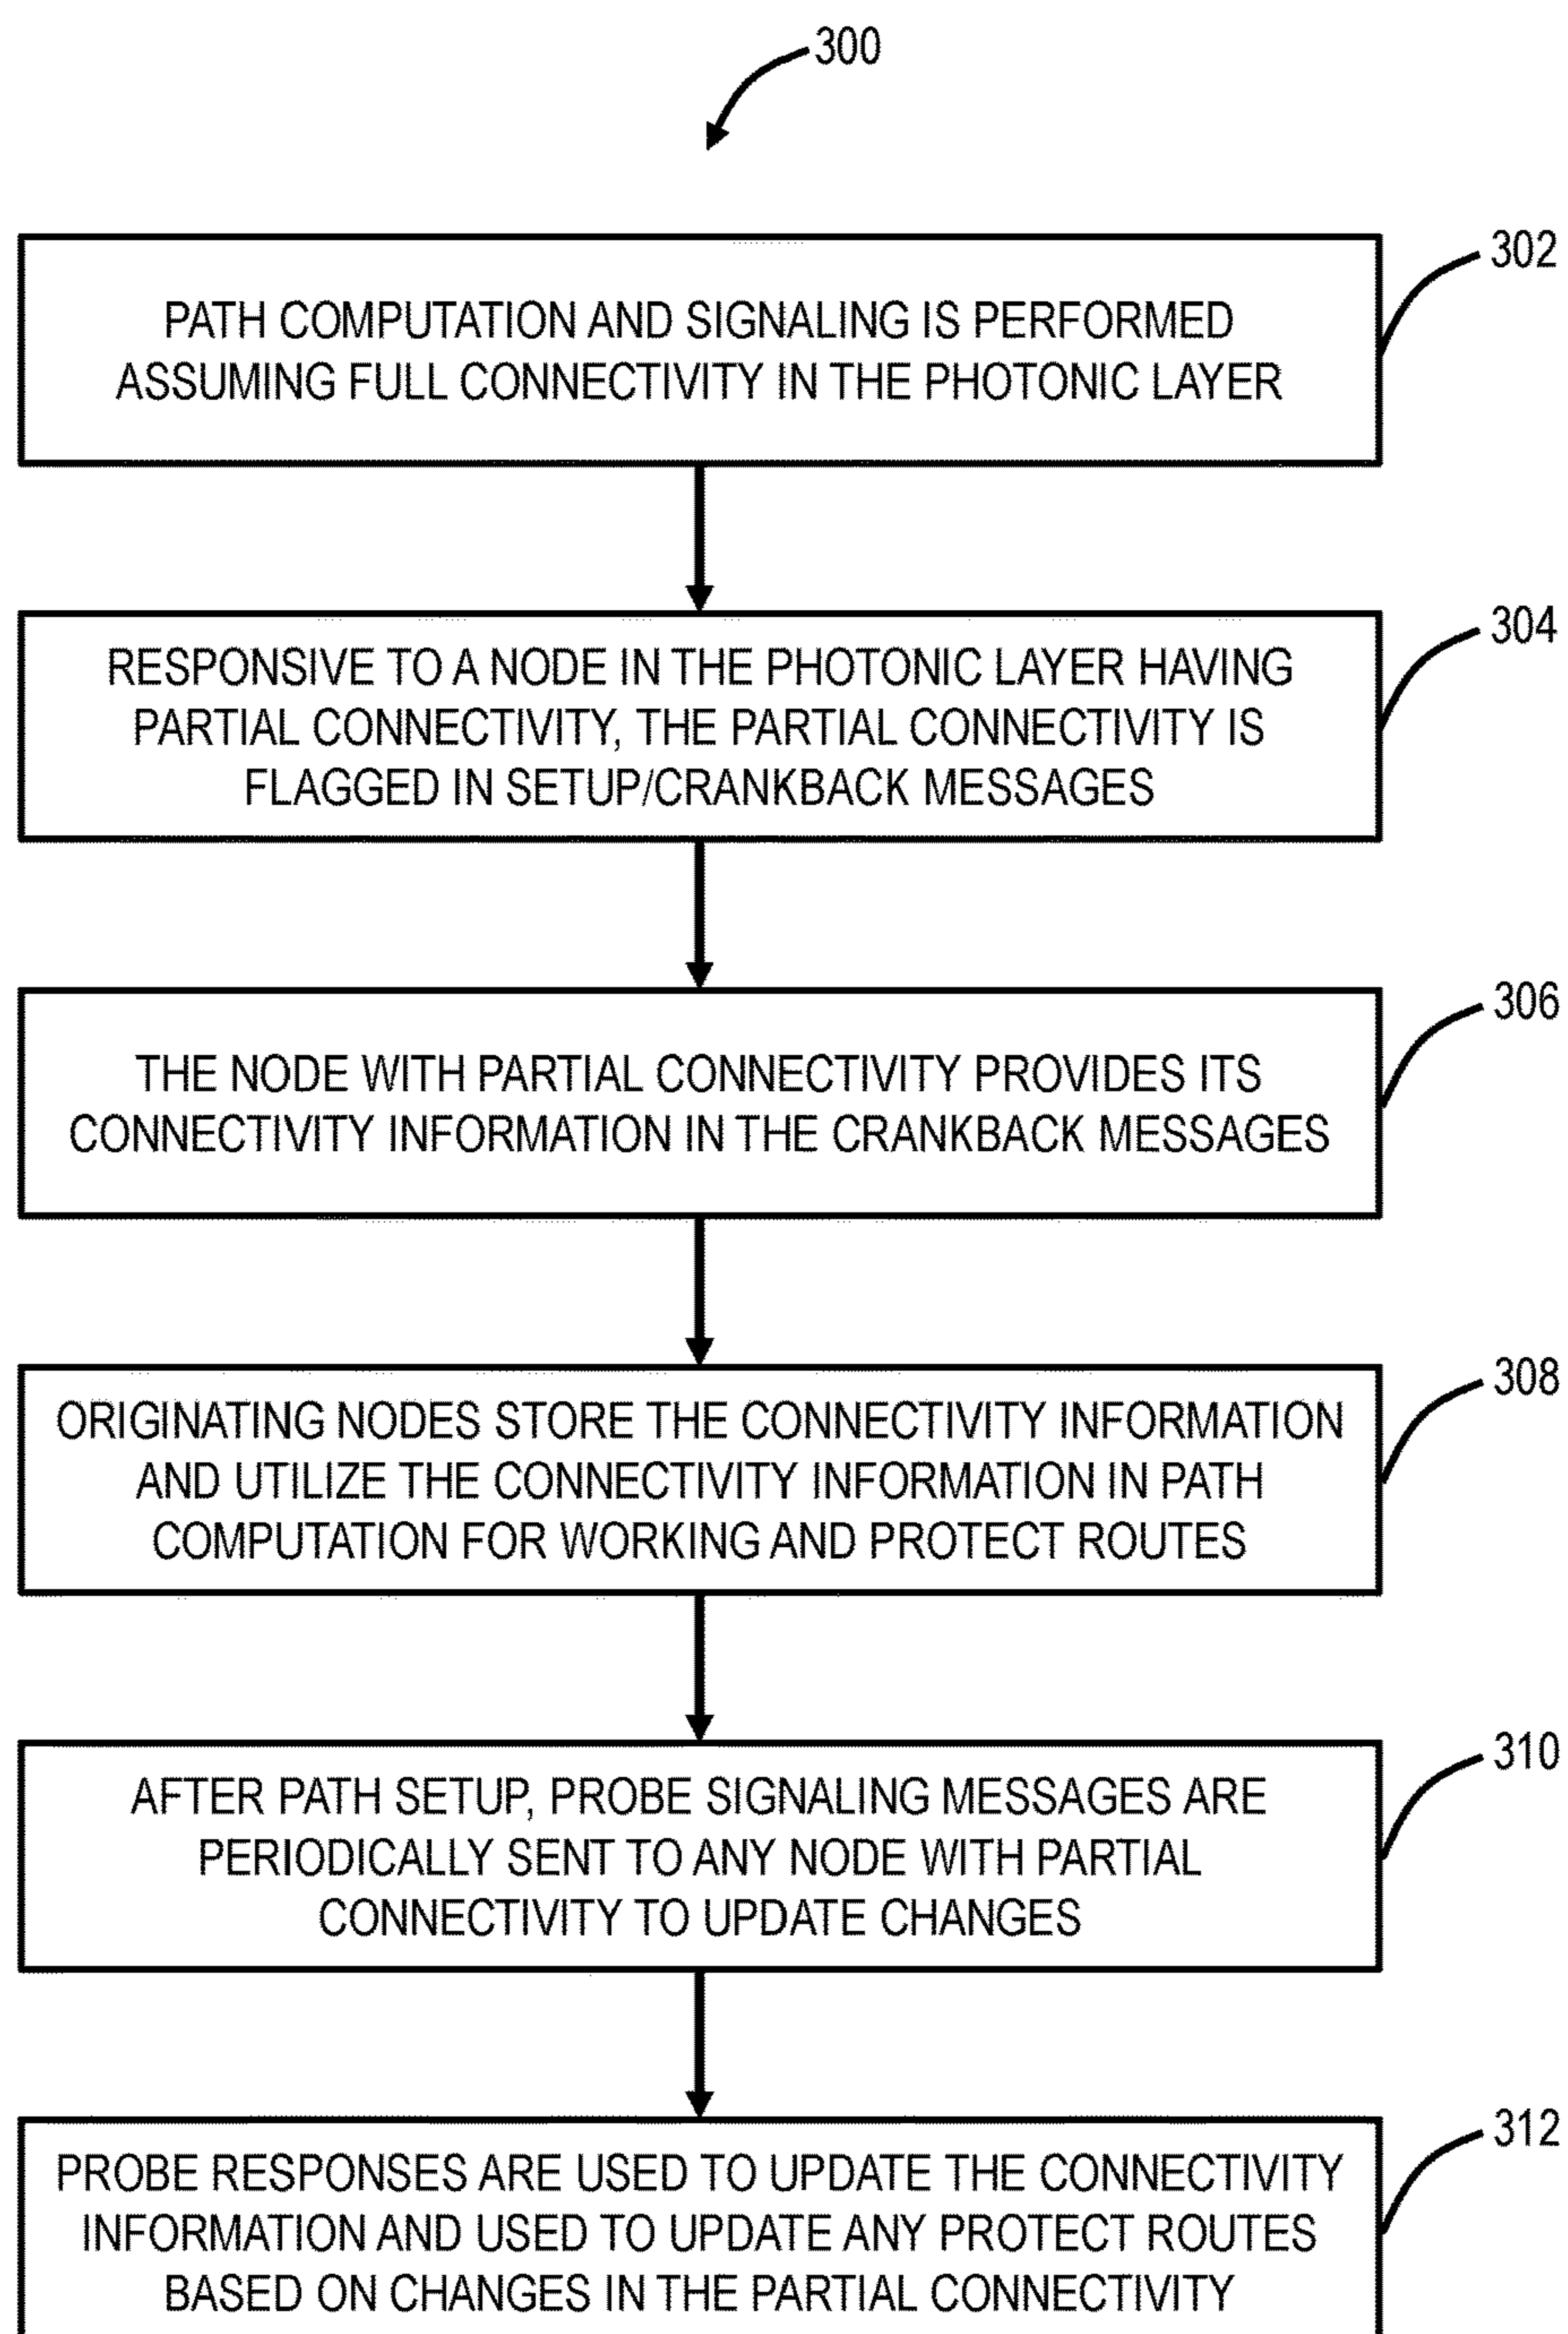 300
302
PATH COMPUTATION AND SIGNALING IS PERFORMED
ASSUMING FULL CONNECTIVITY IN THE PHOTONIC LAYER
304
RESPONSIVE TO A NODE IN THE PHOTONIC LAYER HAVING
PARTIAL CONNECTIVITY, THE PARTIAL CONNECTIVITY IS
FLAGGED IN SETUP/CRANKBACK MESSAGES
306
THE NODE WITH PARTIAL CONNECTIVITY PROVIDES ITS
CONNECTIVITY INFORMATION IN THE CRANKBACK MESSAGES
308
ORIGINATING NODES STORE THE CONNECTIVITY INFORMATION
AND UTILIZE THE CONNECTIVITY INFORMATION IN PATH
COMPUTATION FOR WORKING AND PROTECT ROUTES
310
AFTER PATH SETUP, PROBE SIGNALING MESSAGES ARE
PERIODICALLY SENT TO ANY NODE WITH PARTIAL
CONNECTIVITY TO UPDATE CHANGES
312
PROBE RESPONSES ARE USED TO UPDATE THE CONNECTIVITY
INFORMATION AND USED TO UPDATE ANY PROTECT ROUTES
BASED ON CHANGES IN THE PARTIAL CONNECTIVITY